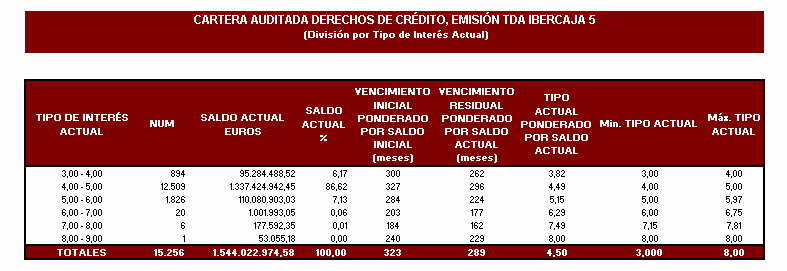 CARTERA AUDITADA DERECHOS DE CRÉDITO, EMISIÓN TDA IBERCAJA 5
(División por Tipo de Interés Actual)
TIPO DE INTERÉS ACTUAL NUM SALDO ACTUAL EUROS SALDO ACTUAL % VENCIMIENTO INICIAL PONDERADO POR SALDO INICIAL (meses) VENCIMIENTO RESIDUAL PONDERADO POR SALDO ACTUAL (meses) TIPO ACTUAL PONDERADO POR SALDO ACTUAL Min. TIPO ACTUAL Máx. TIPO ACTUAL
3,00 - 4,00 894 95.284.488,52 6,17 300 262 3,82 3,00 4,00
4,00 - 5,00 12.509 1.337.424.942,45 86,62 327 296 4,49 4,00 5,00
5,00 - 6,00 1.826 110.080.903,03 7,13 284 224 5,15 5,00 5,97
6,00 - 7,00 20 1.001.993,05 0,06 203 177 6,29 6,00 6,75
7,00 - 8,00 6 177.592,35 0,01 184 162 7,49 7,15 7,81
8,00 - 9,00 1 53.055,18 0,00 240 229 8,00 8,00 8,00
TOTALES 15.256 1.544.022.974,58 100,00 323 289 4,50 3,000 8,00